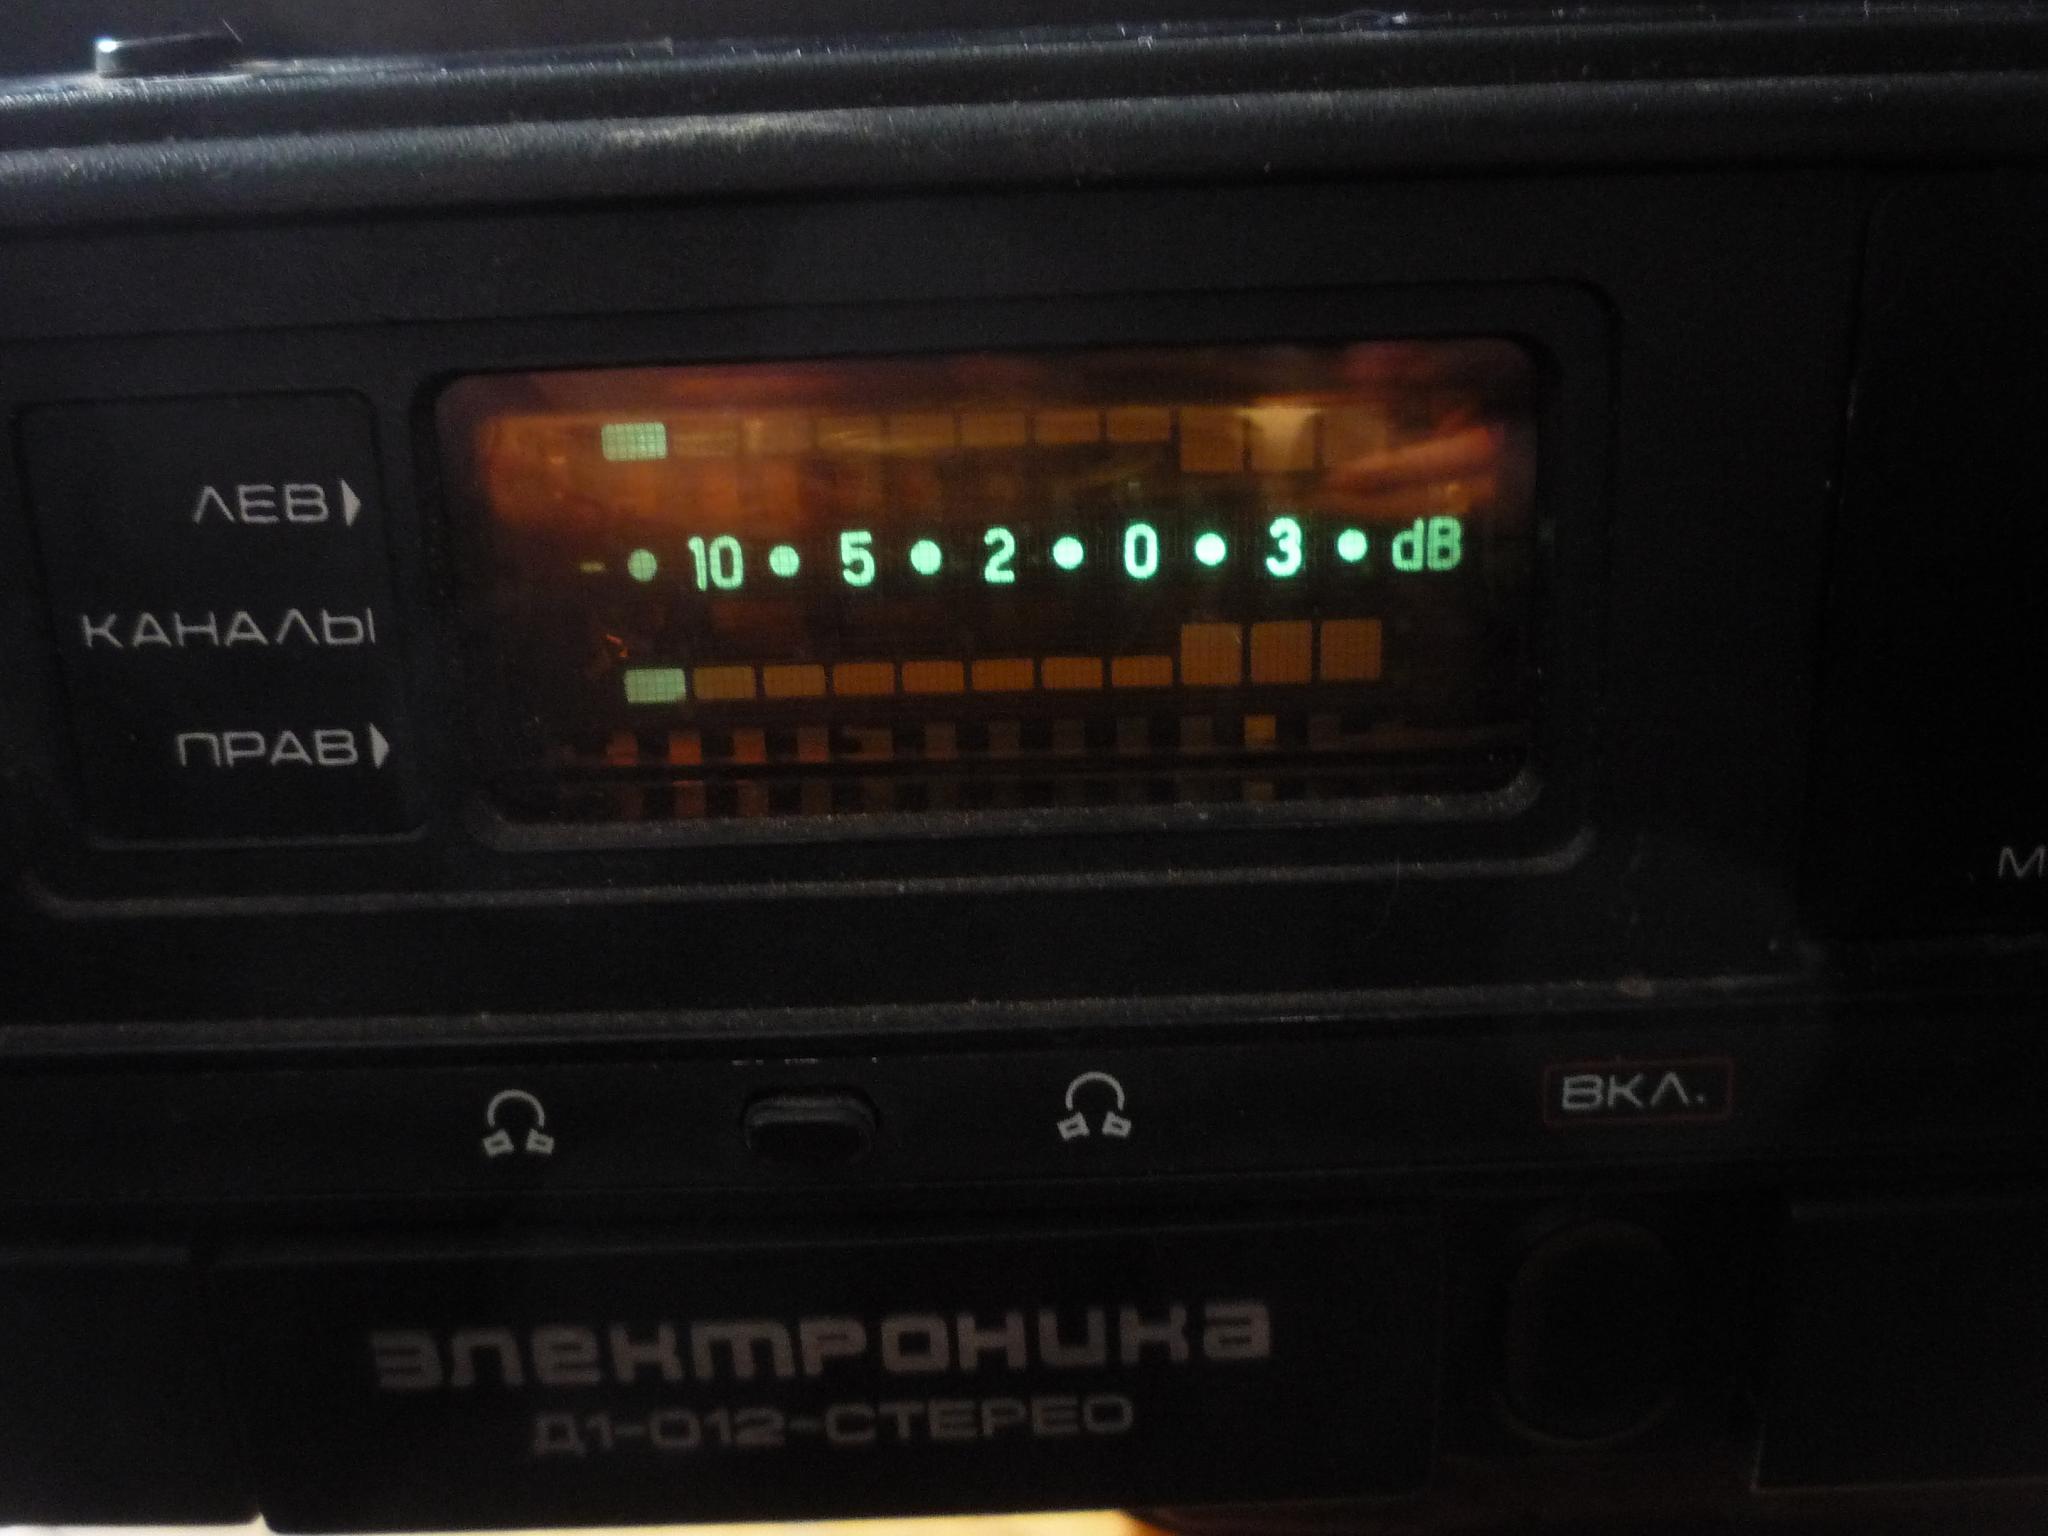 ЛЕВ
- • 10 • 5 • 2 • 0 • 3 • dB
КАНАЛЫ
ПРАВ
М
ВКЛ.
электроника
Д1-012-СТЕРЕО